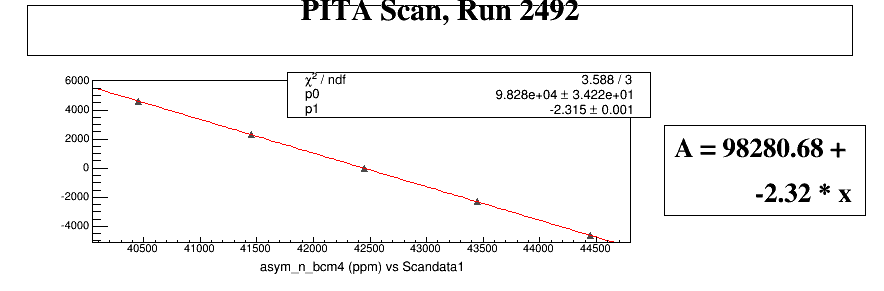 PITA Scan, Run 2492
χ² / ndf 3.588 / 3
p0 9.828e+04 ± 3.422e+01
p1 -2.315 ± 0.001
6000
4000
2000
0
-2000
-4000
40500 41000 41500 42000 42500 43000 43500 44000 44500
asym_n_bcm4 (ppm) vs Scandata1
A = 98280.68 +
-2.32 * x